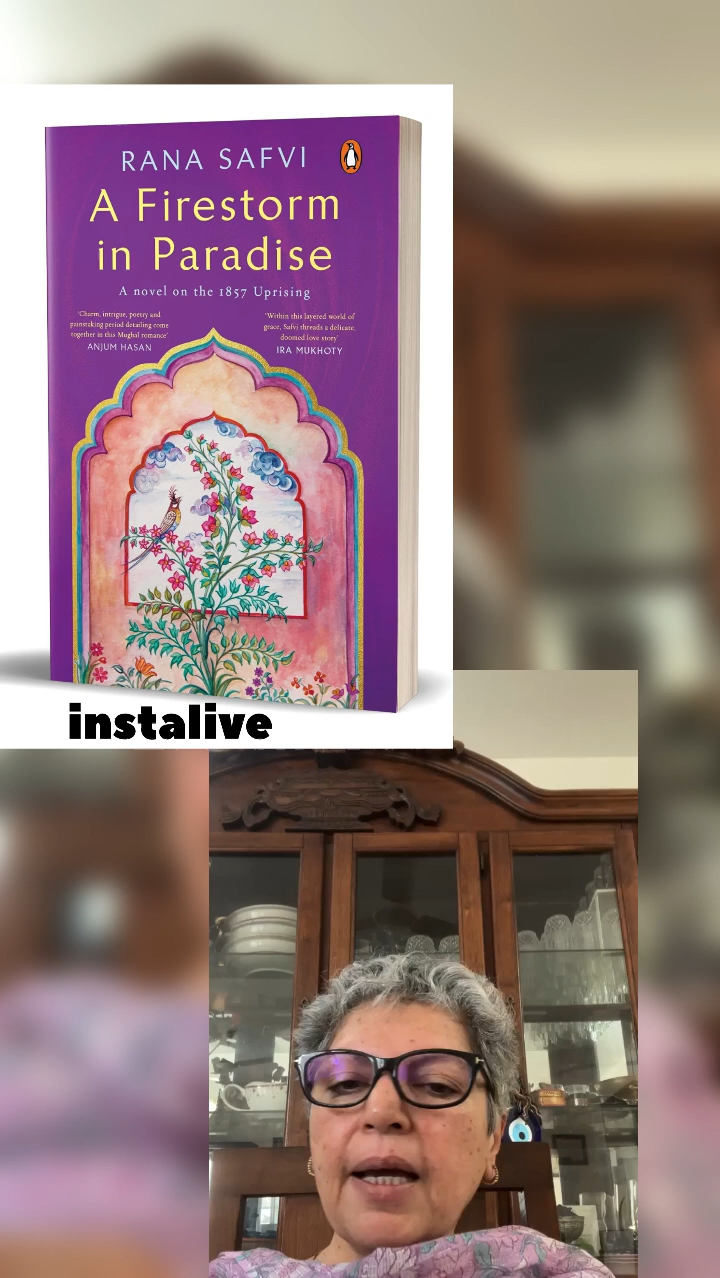 RANA SAFVI
A Firestorm
in Paradise
A novel on the 1857 Uprising
'Charm, intrigue, poetry and
painstaking period detailing come
together in this Mughal romance'
ANJUM HASAN
'Within this layered world of
grace, Safvi threads a delicate,
doomed love story'
IRA MUKHOTY
instalive